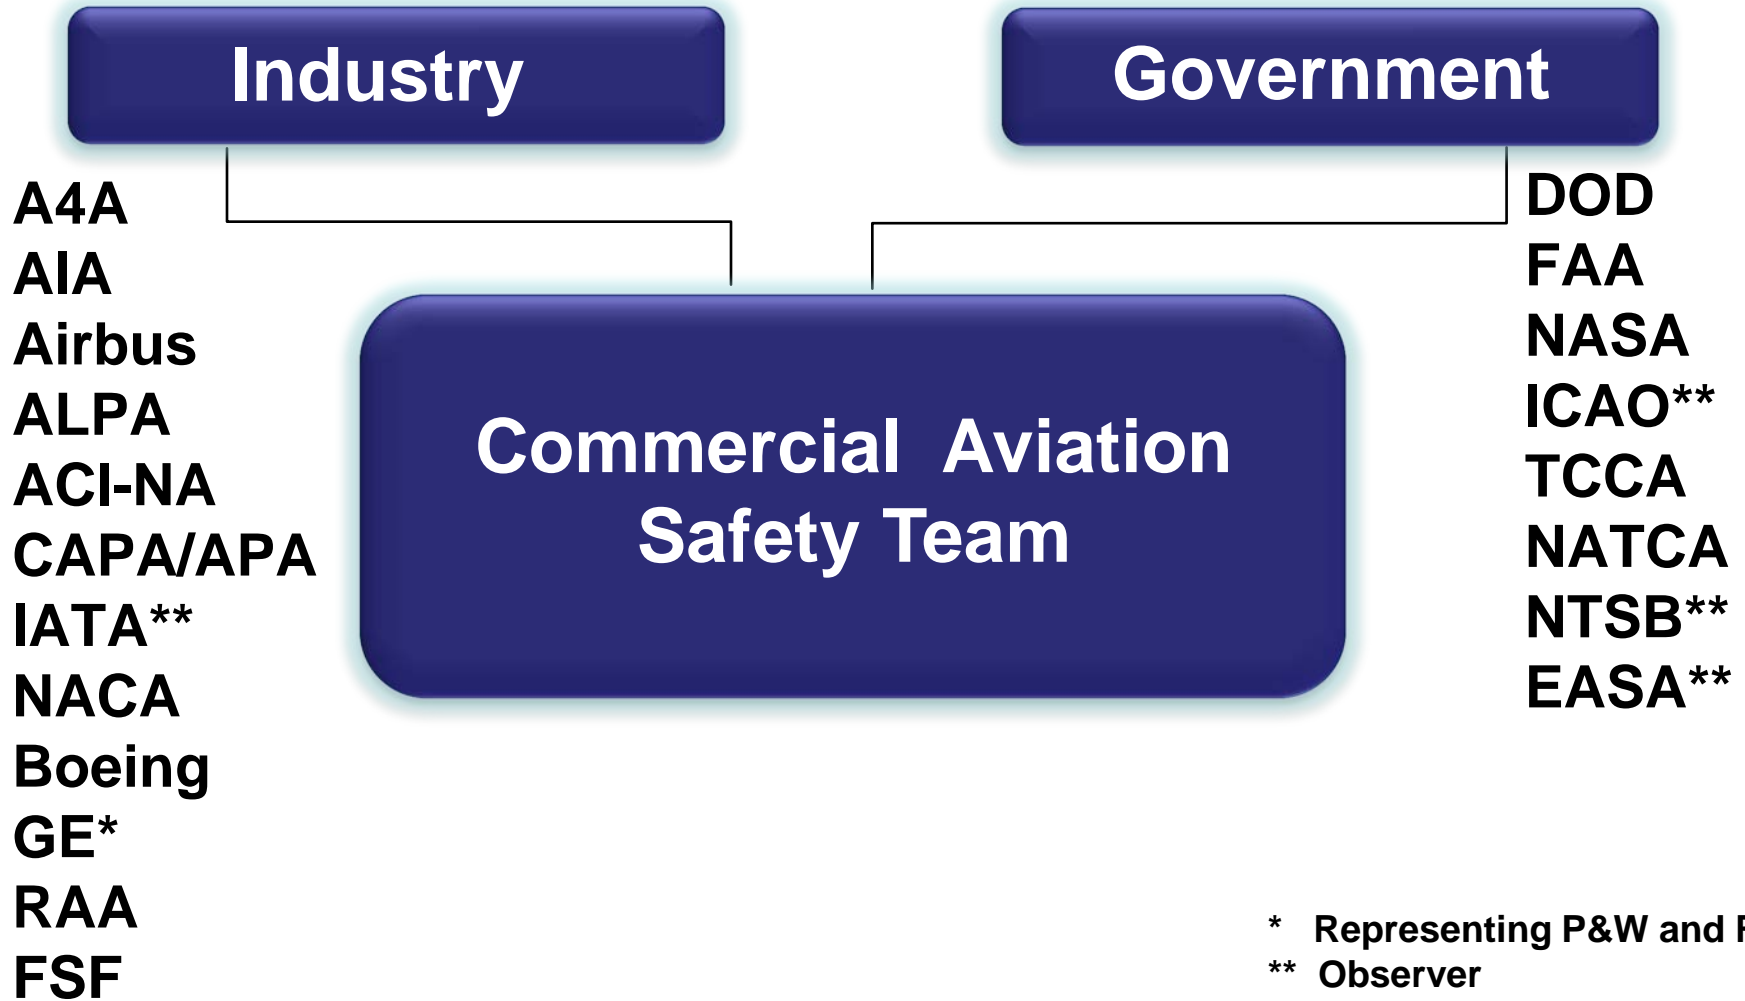 Industry
Government
A4A
AIA
Airbus
ALPA
ACI-NA
CAPA/APA
IATA**
NACA
Boeing
GE*
RAA
FSF
Commercial Aviation
Safety Team
DOD
FAA
NASA
ICAO**
TCCA
NATCA
NTSB**
EASA**
* Representing P&W and
** Observer